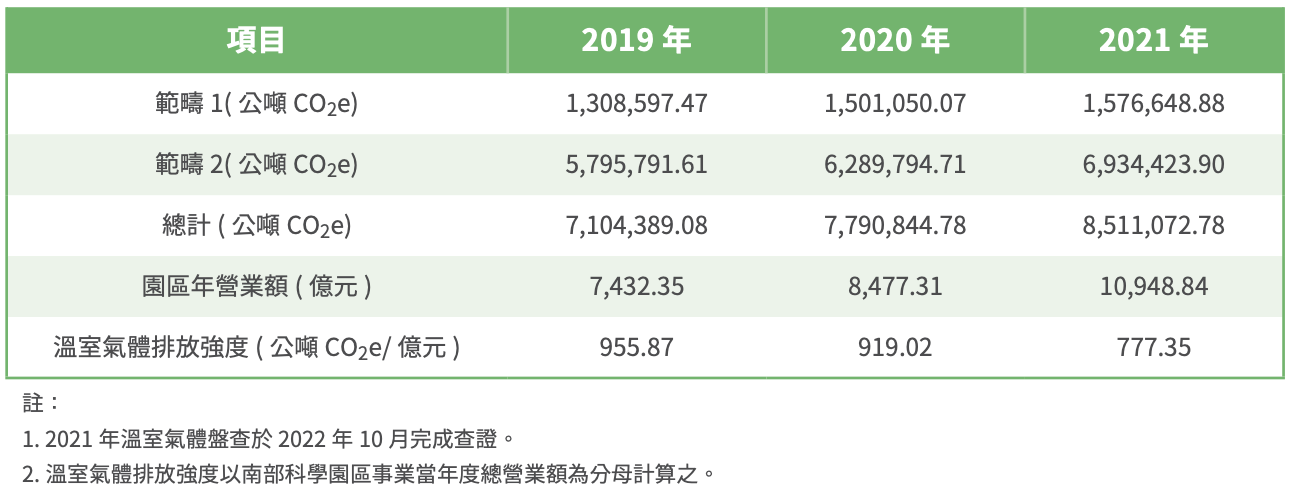 項目 2019 年 2020 年 2021 年
範疇 1( 公噸 CO₂e) 1,308,597.47 1,501,050.07 1,576,648.88
範疇 2( 公噸 CO₂e) 5,795,791.61 6,289,794.71 6,934,423.90
總計 ( 公噸 CO₂e) 7,104,389.08 7,790,844.78 8,511,072.78
園區年營業額 ( 億元 ) 7,432.35 8,477.31 10,948.84
溫室氣體排放強度 ( 公噸 CO₂e/ 億元 ) 955.87 919.02 777.35
註：
1. 2021 年溫室氣體盤查於 2022 年 10 月完成查證。
2. 溫室氣體排放強度以南部科學園區事業當年度總營業額為分母計算之。